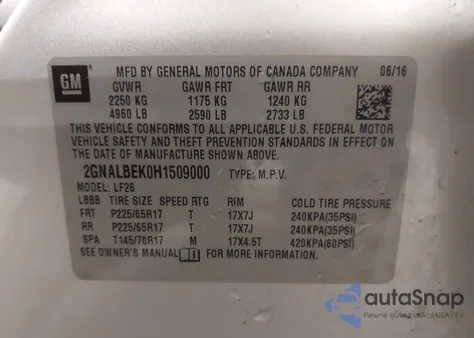 GM
MFD BY GENERAL MOTORS OF CANADA COMPANY 06/16
GVWR GAWR FRT GAWR RR
2250 KG 1175 KG 1240 KG
4960 LB 2590 LB 2733 LB
THIS VEHICLE CONFORMS TO ALL APPLICABLE U.S. FEDERAL MOTOR
VEHICLE SAFETY AND THEFT PREVENTION STANDARDS IN EFFECT ON
THE DATE OF MANUFACTURE SHOWN ABOVE.
2GNALBEK0H1509000 TYPE: M.P.V.
MODEL: LF26
LBBB TIRE SIZE SPEED RTG RIM COLD TIRE PRESSURE
FRT P225/65R17 T 17X7J 240KPA(35PSI)
RR P225/65R17 T 17X7J 240KPA(35PSI)
SPA T145/70R17 M 17X4.5T 420KPA(60PSI)
SEE OWNER'S MANUAL FOR MORE INFORMATION.
autoSnap
Pewne auto z USA i EU